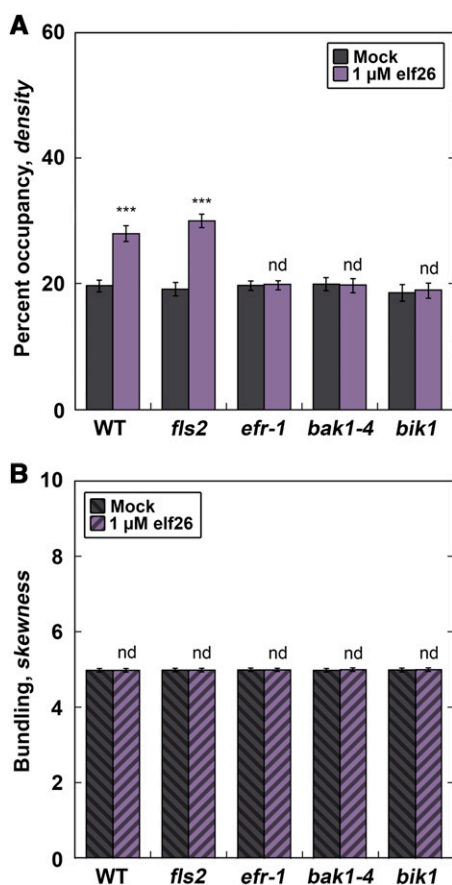 A
Percent occupancy, density
60
40
20
0
Mock
1 μM elf26
***
***
nd
nd
nd
WT
fls2
efr-1
bak1-4
bik1
B
Bundling, skewness
10
8
6
4
2
0
Mock
1 μM elf26
nd
nd
nd
nd
nd
WT
fls2
efr-1
bak1-4
bik1